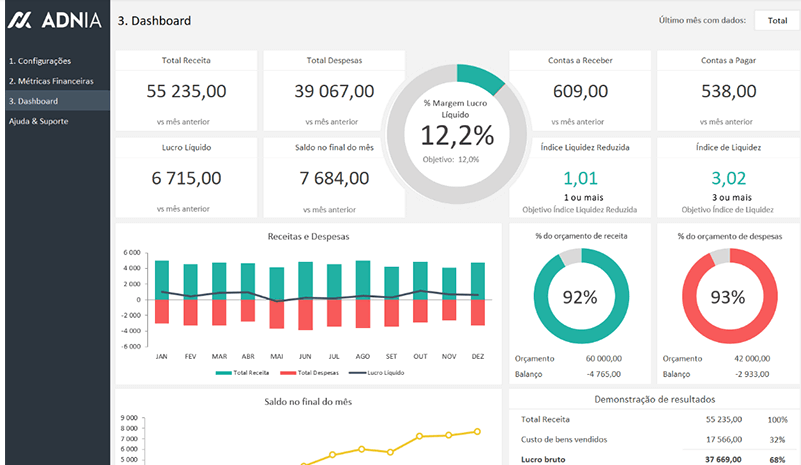 ADNIA
3. Dashboard
Último mês com dados:
Total
1. Configurações
2. Métricas Financeiras
3. Dashboard
Ajuda & Suporte
Total Receita
55 235,00
vs mês anterior
Total Despesas
39 067,00
vs mês anterior
% Margem Lucro
Líquido
12,2%
Objetivo: 12,0%
Contas a Receber
609,00
vs mês anterior
Contas a Pagar
538,00
vs mês anterior
Lucro Líquido
6 715,00
vs mês anterior
Saldo no final do mês
7 684,00
vs mês anterior
Índice Liquidez Reduzida
1,01
1 ou mais
Objetivo Índice Liquidez Reduzida
Índice de Liquidez
3,02
3 ou mais
Objetivo Índice de Liquidez
Receitas e Despesas
6 000
4 000
2 000
0
-2 000
-4 000
-6 000
JAN FEV MAR ABR MAI JUN JUL AGO SET OUT NOV DEZ
Total Receita Total Despesas Lucro Líquido
% do orçamento de receita
92%
Orçamento 60 000,00
Balanço -4 765,00
% do orçamento de despesas
93%
Orçamento 42 000,00
Balanço -2 933,00
Saldo no final do mês
9 000
8 000
7 000
6 000
5 000
Demonstração de resultados
Total Receita 55 235,00 100%
Custo de bens vendidos 17 566,00 32%
Lucro bruto 37 669,00 68%